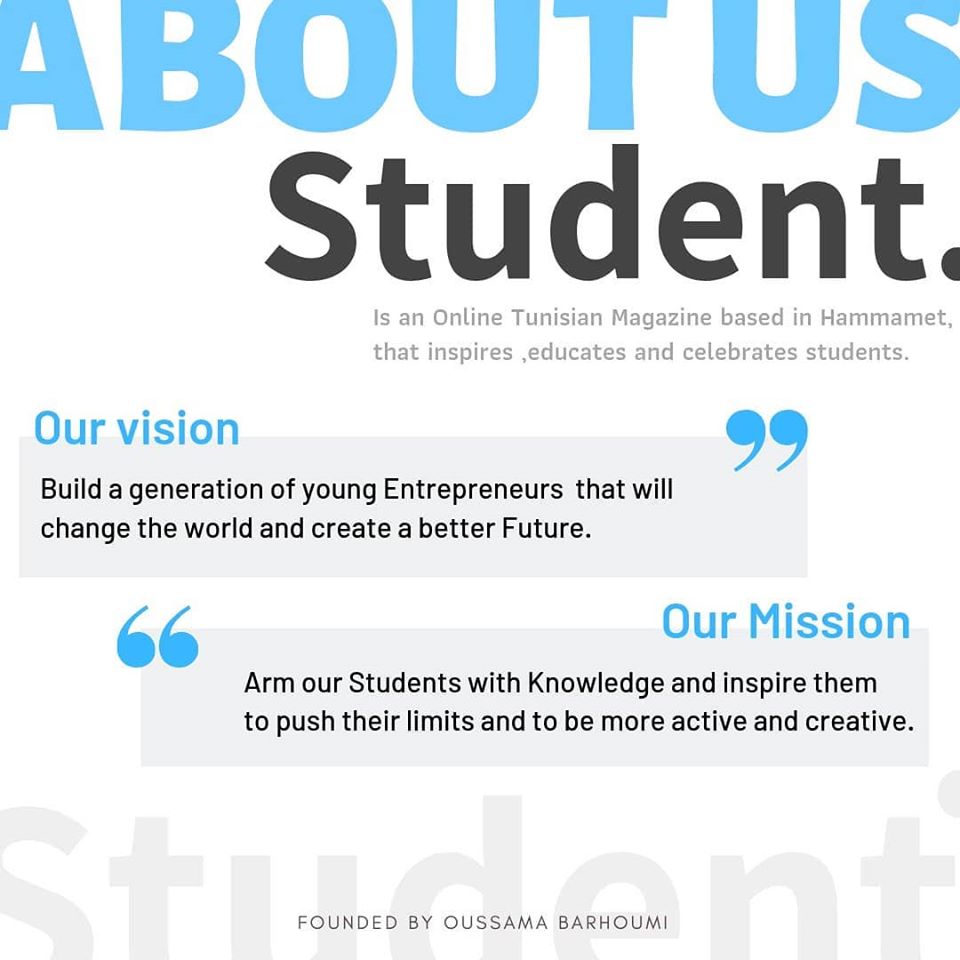 ABOUT US
Student.
Is an Online Tunisian Magazine based in Hammamet,
that inspires ,educates and celebrates students.
Our vision
Build a generation of young Entrepreneurs  that will
change the world and create a better Future.
Our Mission
Arm our Students with Knowledge and inspire them
to push their limits and to be more active and creative.
Studenti
FOUNDED BY OUSSAMA BARHOUMI